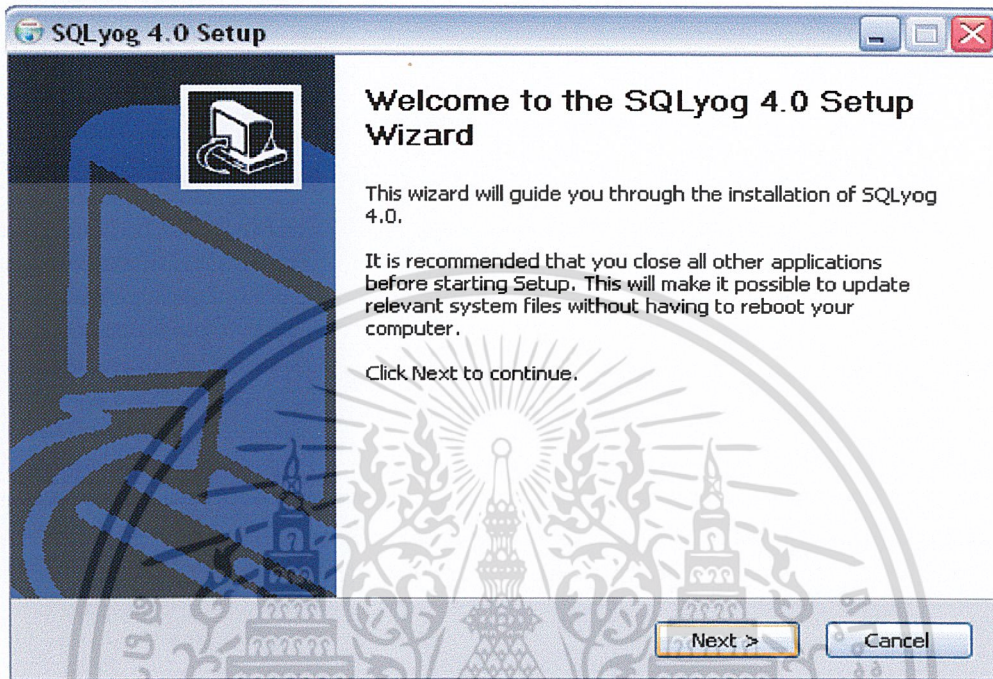 SQLyog 4.0 Setup
Welcome to the SQLyog 4.0 Setup
Wizard
This wizard will guide you through the installation of SQLyog
4.0.
It is recommended that you close all other applications
before starting Setup. This will make it possible to update
relevant system files without having to reboot your
computer.
Click Next to continue.
Next >
Cancel